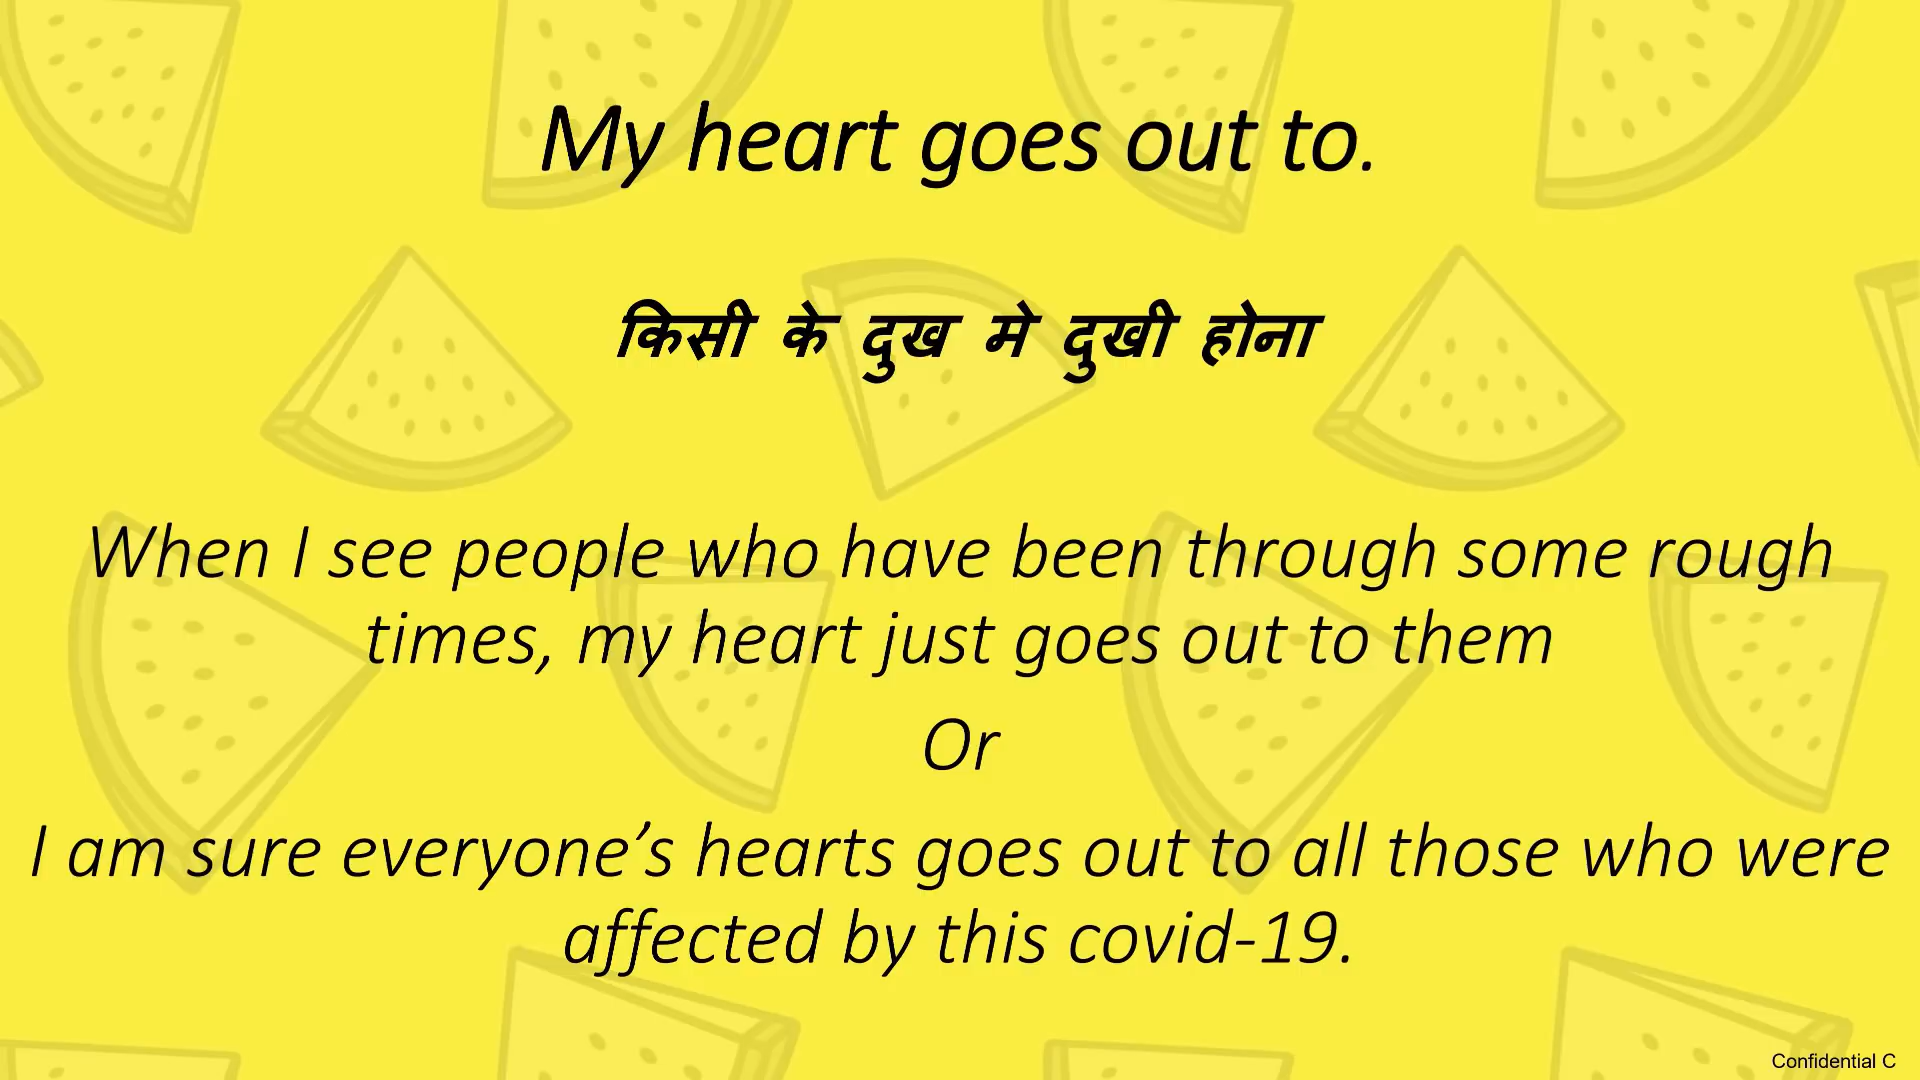 My heart goes out to.
किसी के दुख मे दुखी होना
When I see people who have been through some rough
times, my heart just goes out to them
Or
I am sure everyone’s hearts goes out to all those who were
affected by this covid-19.
Confidential C